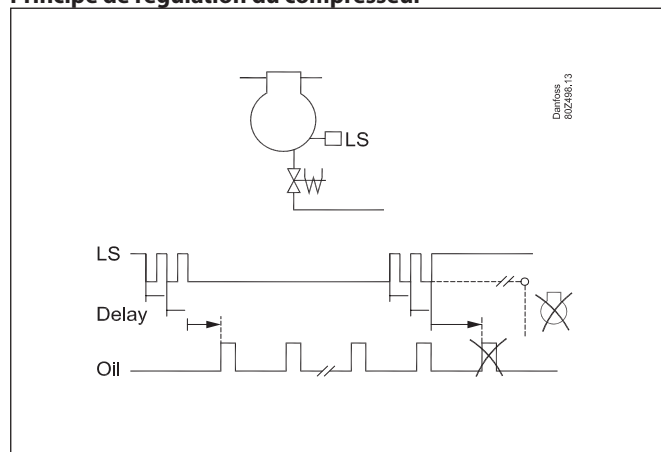 Principe de régulation du compresseur
Danfoss
80Z498.13
LS
LS
Delay
Oil